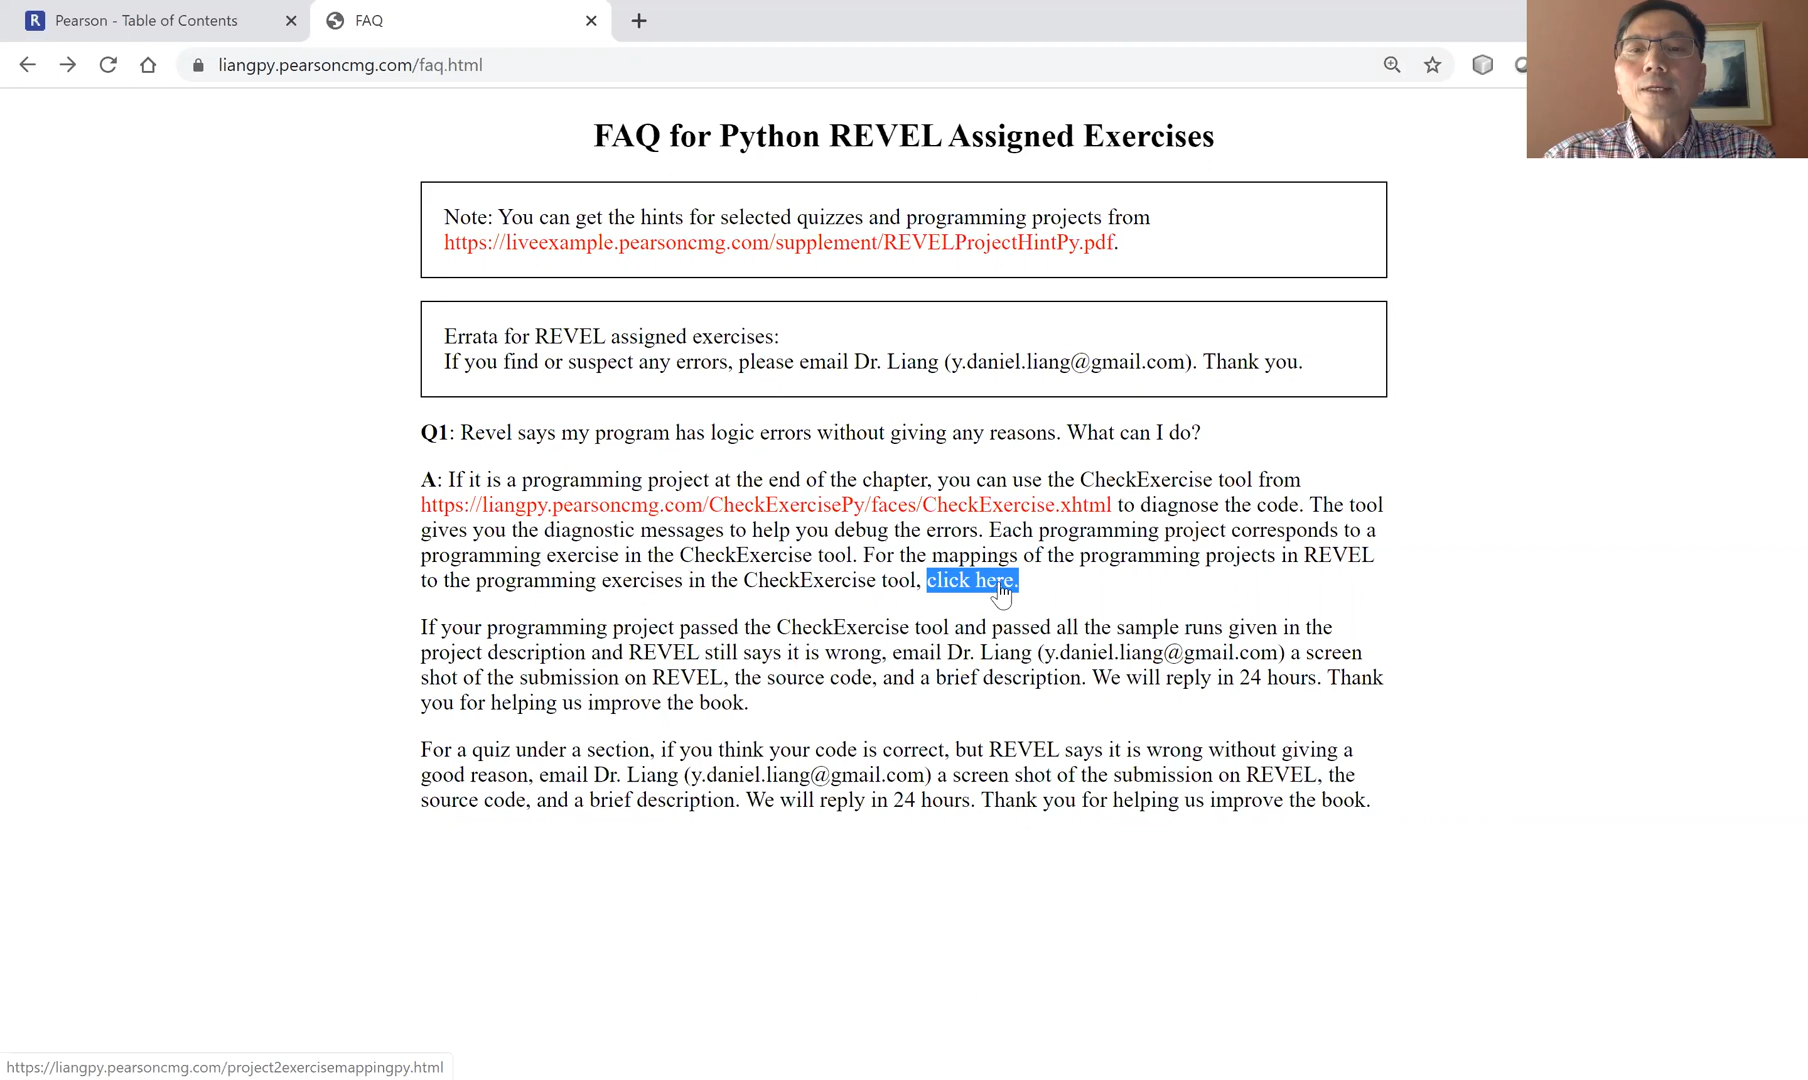 R Pearson - Table of Contents
FAQ
liangpy.pearsoncmg.com/faq.html
FAQ for Python REVEL Assigned Exercises
Note: You can get the hints for selected quizzes and programming projects from
https://liveexample.pearsoncmg.com/supplement/REVELProjectHintPy.pdf.
Errata for REVEL assigned exercises:
If you find or suspect any errors, please email Dr. Liang (y.daniel.liang@gmail.com). Thank you.
Q1: Revel says my program has logic errors without giving any reasons. What can I do?
A: If it is a programming project at the end of the chapter, you can use the CheckExercise tool from
https://liangpy.pearsoncmg.com/CheckExercisePy/faces/CheckExercise.xhtml to diagnose the code. The tool
gives you the diagnostic messages to help you debug the errors. Each programming project corresponds to a
programming exercise in the CheckExercise tool. For the mappings of the programming projects in REVEL
to the programming exercises in the CheckExercise tool, click here.
If your programming project passed the CheckExercise tool and passed all the sample runs given in the
project description and REVEL still says it is wrong, email Dr. Liang (y.daniel.liang@gmail.com) a screen
shot of the submission on REVEL, the source code, and a brief description. We will reply in 24 hours. Thank
you for helping us improve the book.
For a quiz under a section, if you think your code is correct, but REVEL says it is wrong without giving a
good reason, email Dr. Liang (y.daniel.liang@gmail.com) a screen shot of the submission on REVEL, the
source code, and a brief description. We will reply in 24 hours. Thank you for helping us improve the book.
https://liangpy.pearsoncmg.com/project2exercisemappingpy.html